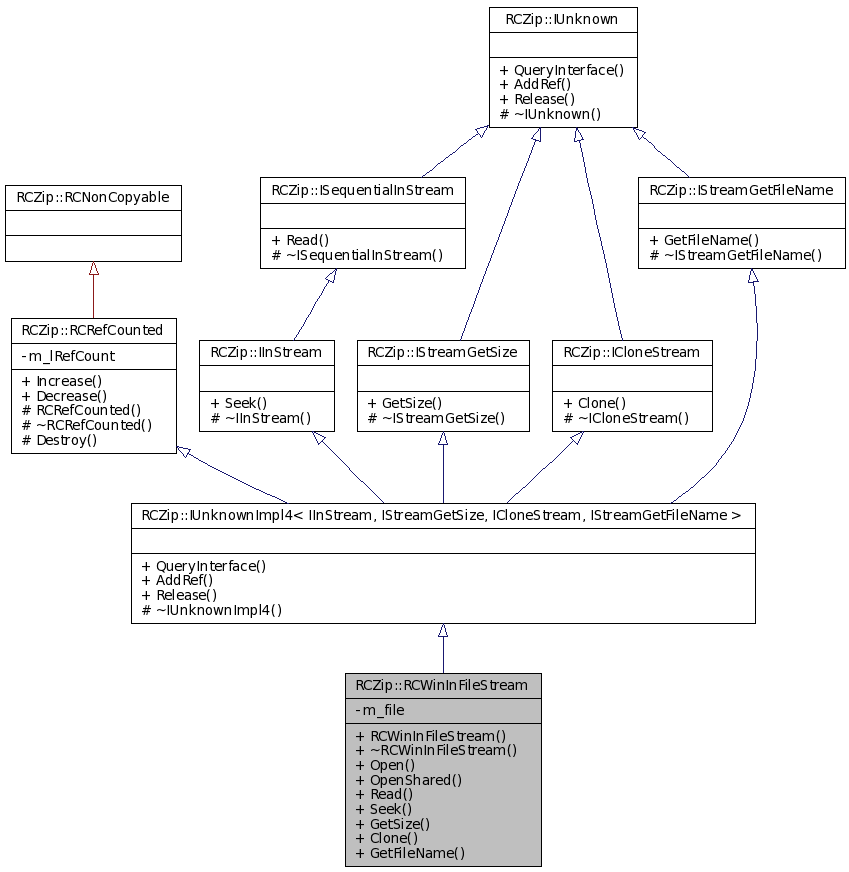 RCZip::IUnknown
+ QueryInterface()
+ AddRef()
+ Release()
# ~IUnknown()
RCZip::RCNonCopyable
RCZip::ISequentialInStream
+ Read()
# ~ISequentialInStream()
RCZip::IStreamGetFileName
+ GetFileName()
# ~IStreamGetFileName()
RCZip::RCRefCounted
- m_lRefCount
+ Increase()
+ Decrease()
# RCRefCounted()
# ~RCRefCounted()
# Destroy()
RCZip::IInStream
+ Seek()
# ~IInStream()
RCZip::IStreamGetSize
+ GetSize()
# ~IStreamGetSize()
RCZip::ICloneStream
+ Clone()
# ~ICloneStream()
RCZip::IUnknownImpl4< IInStream, IStreamGetSize, ICloneStream, IStreamGetFileName >
+ QueryInterface()
+ AddRef()
+ Release()
# ~IUnknownImpl4()
RCZip::RCWinInFileStream
- m_file
+ RCWinInFileStream()
+ ~RCWinInFileStream()
+ Open()
+ OpenShared()
+ Read()
+ Seek()
+ GetSize()
+ Clone()
+ GetFileName()